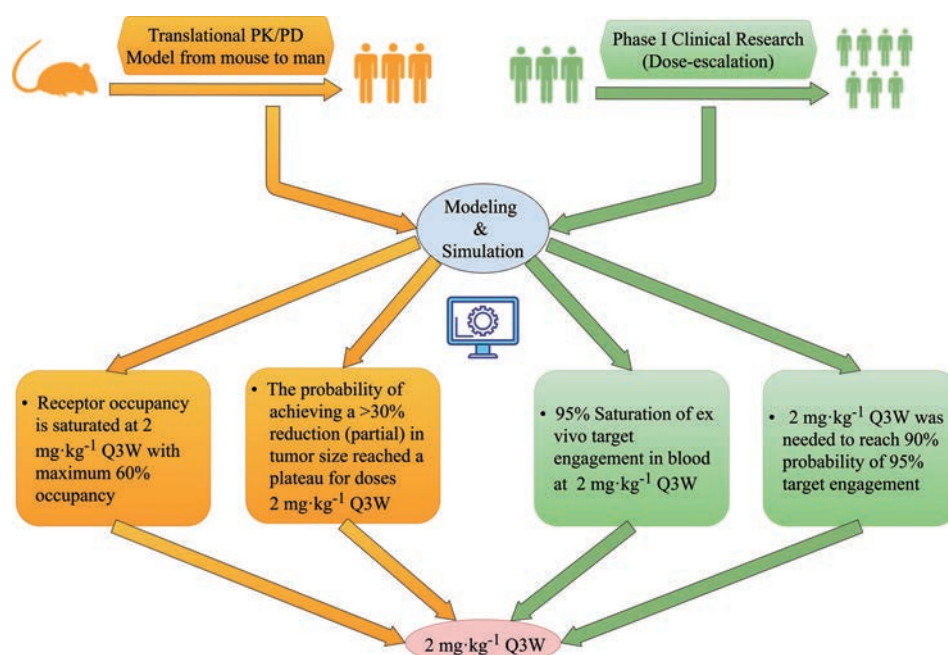 Translational PK/PD
Model from mouse to man
Phase I Clinical Research
(Dose-escalation)
Modeling
&
Simulation
• Receptor occupancy
is saturated at 2
mg·kg⁻¹ Q3W with
maximum 60%
occupancy
• The probability of
achieving a >30%
reduction (partial) in
tumor size reached a
plateau for doses
2 mg·kg⁻¹ Q3W
• 95% Saturation of ex
vivo target
engagement in blood
at 2 mg·kg⁻¹ Q3W
• 2 mg·kg⁻¹ Q3W was
needed to reach 90%
probability of 95%
target engagement
2 mg·kg⁻¹ Q3W